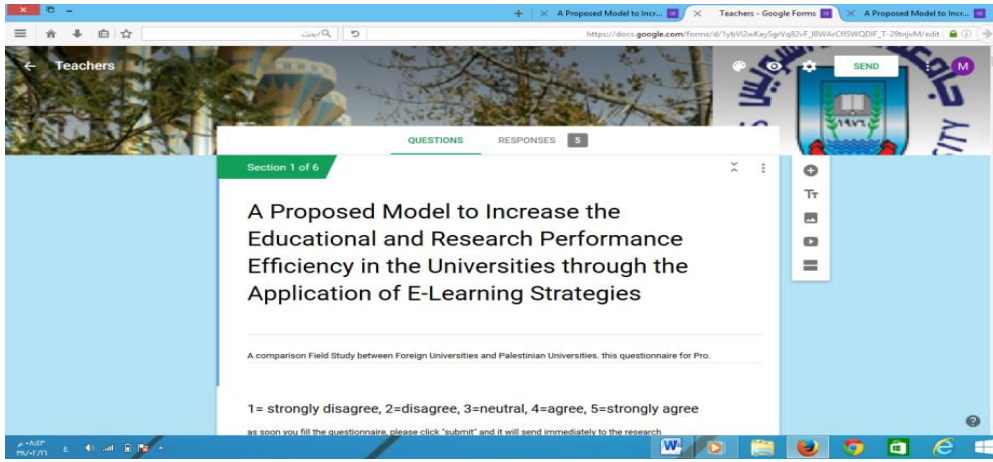 A Proposed Model to Incr...
Teachers - Google Forms
A Proposed Model to Incr...
بحث
https://docs.google.com/forms/d/
Teachers
SEND
M
١٩٧٦
QUESTIONS
RESPONSES 5
Section 1 of 6
A Proposed Model to Increase the
Educational and Research Performance
Efficiency in the Universities through the
Application of E-Learning Strategies
A comparison Field Study between Foreign Universities and Palestinian Universities. this questionnaire for Pro.
1= strongly disagree, 2=disagree, 3=neutral, 4=agree, 5=strongly agree
as soon you fill the questionnaire, please click "submit" and it will send immediately to the research